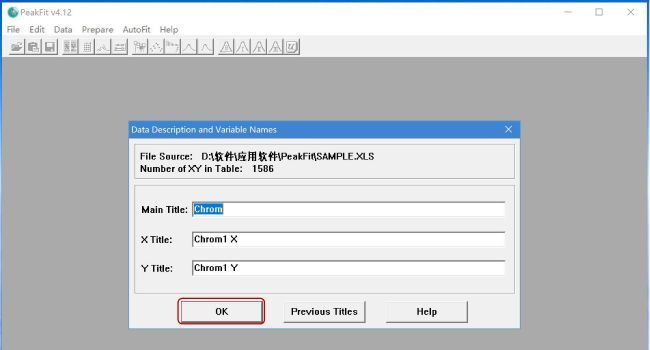 PeakFit v4.12
File Edit Data Prepare AutoFit Help
Data Description and Variable Names
File Source: D:\软件\应用软件\PeakFit\SAMPLE.XLS
Number of XY in Table: 1586
Main Title: Chrom
X Title: Chrom1 X
Y Title: Chrom1 Y
OK Previous Titles Help